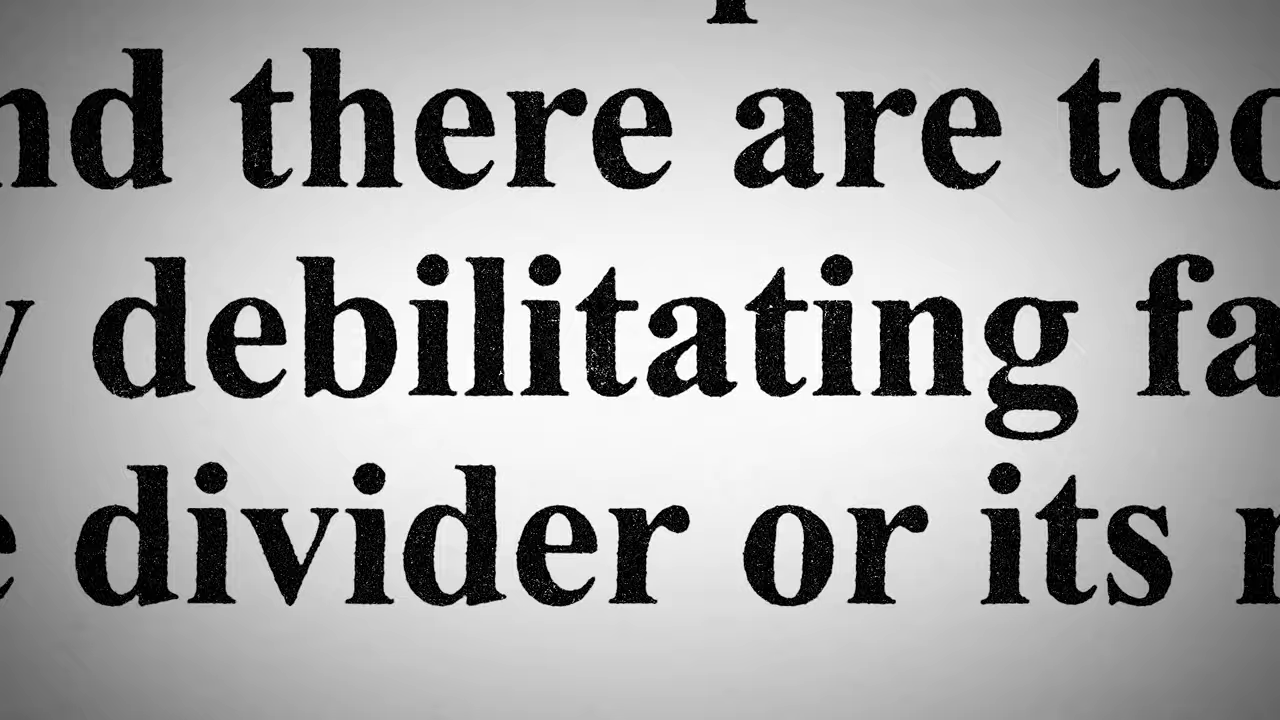 nd there are too
y debilitating fa
e divider or its